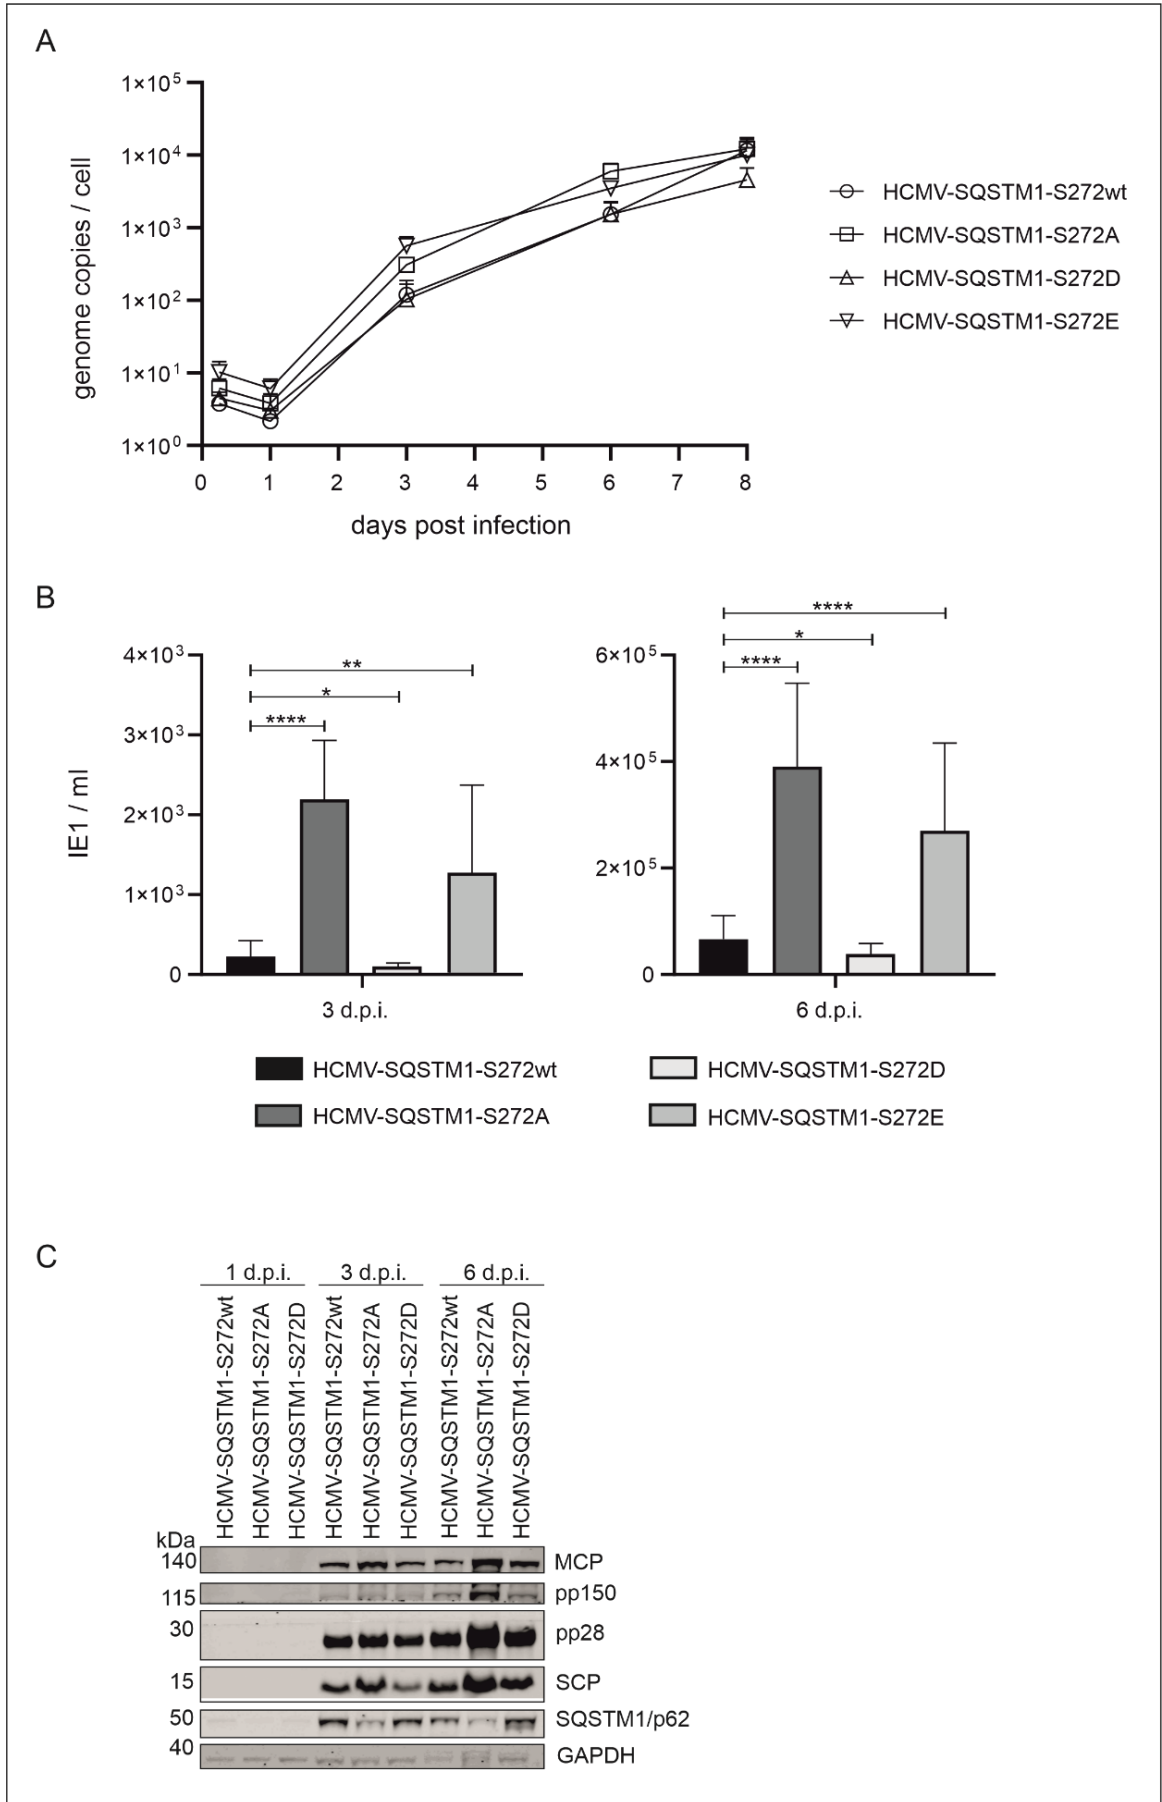 A
1×10⁵
1×10⁴
1×10³
1×10²
1×10¹
1×10⁰
genome copies / cell
0 1 2 3 4 5 6 7 8
days post infection
HCMV-SQSTM1-S272wt
HCMV-SQSTM1-S272A
HCMV-SQSTM1-S272D
HCMV-SQSTM1-S272E
B
4×10³
3×10³
2×10³
1×10³
0
IE1 / ml
**
*
****
3 d.p.i.
6×10⁵
4×10⁵
2×10⁵
0
****
*
****
6 d.p.i.
HCMV-SQSTM1-S272wt
HCMV-SQSTM1-S272A
HCMV-SQSTM1-S272D
HCMV-SQSTM1-S272E
C
1 d.p.i. 3 d.p.i. 6 d.p.i.
HCMV-SQSTM1-S272wt
HCMV-SQSTM1-S272A
HCMV-SQSTM1-S272D
HCMV-SQSTM1-S272wt
HCMV-SQSTM1-S272A
HCMV-SQSTM1-S272D
HCMV-SQSTM1-S272wt
HCMV-SQSTM1-S272A
HCMV-SQSTM1-S272D
kDa
140 MCP
115 pp150
30 pp28
15 SCP
50 SQSTM1/p62
40 GAPDH